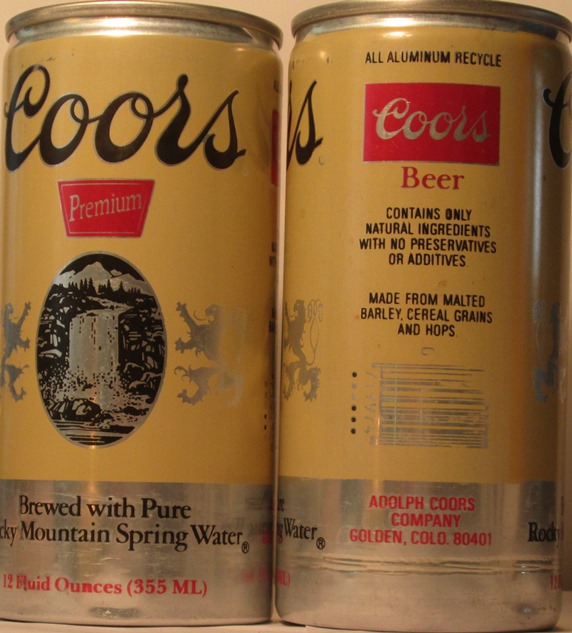 Coors
Premium
Brewed with Pure
cky Mountain Spring Water®
12 Fluid Ounces (355 ML)
s
ALL ALUMINUM RECYCLE
Coors
Beer
CONTAINS ONLY
NATURAL INGREDIENTS
WITH NO PRESERVATIVES
OR ADDITIVES
MADE FROM MALTED
BARLEY, CEREAL GRAINS
AND HOPS
Water®
ADOLPH COORS
COMPANY
GOLDEN, COLO. 80401
C
Rock